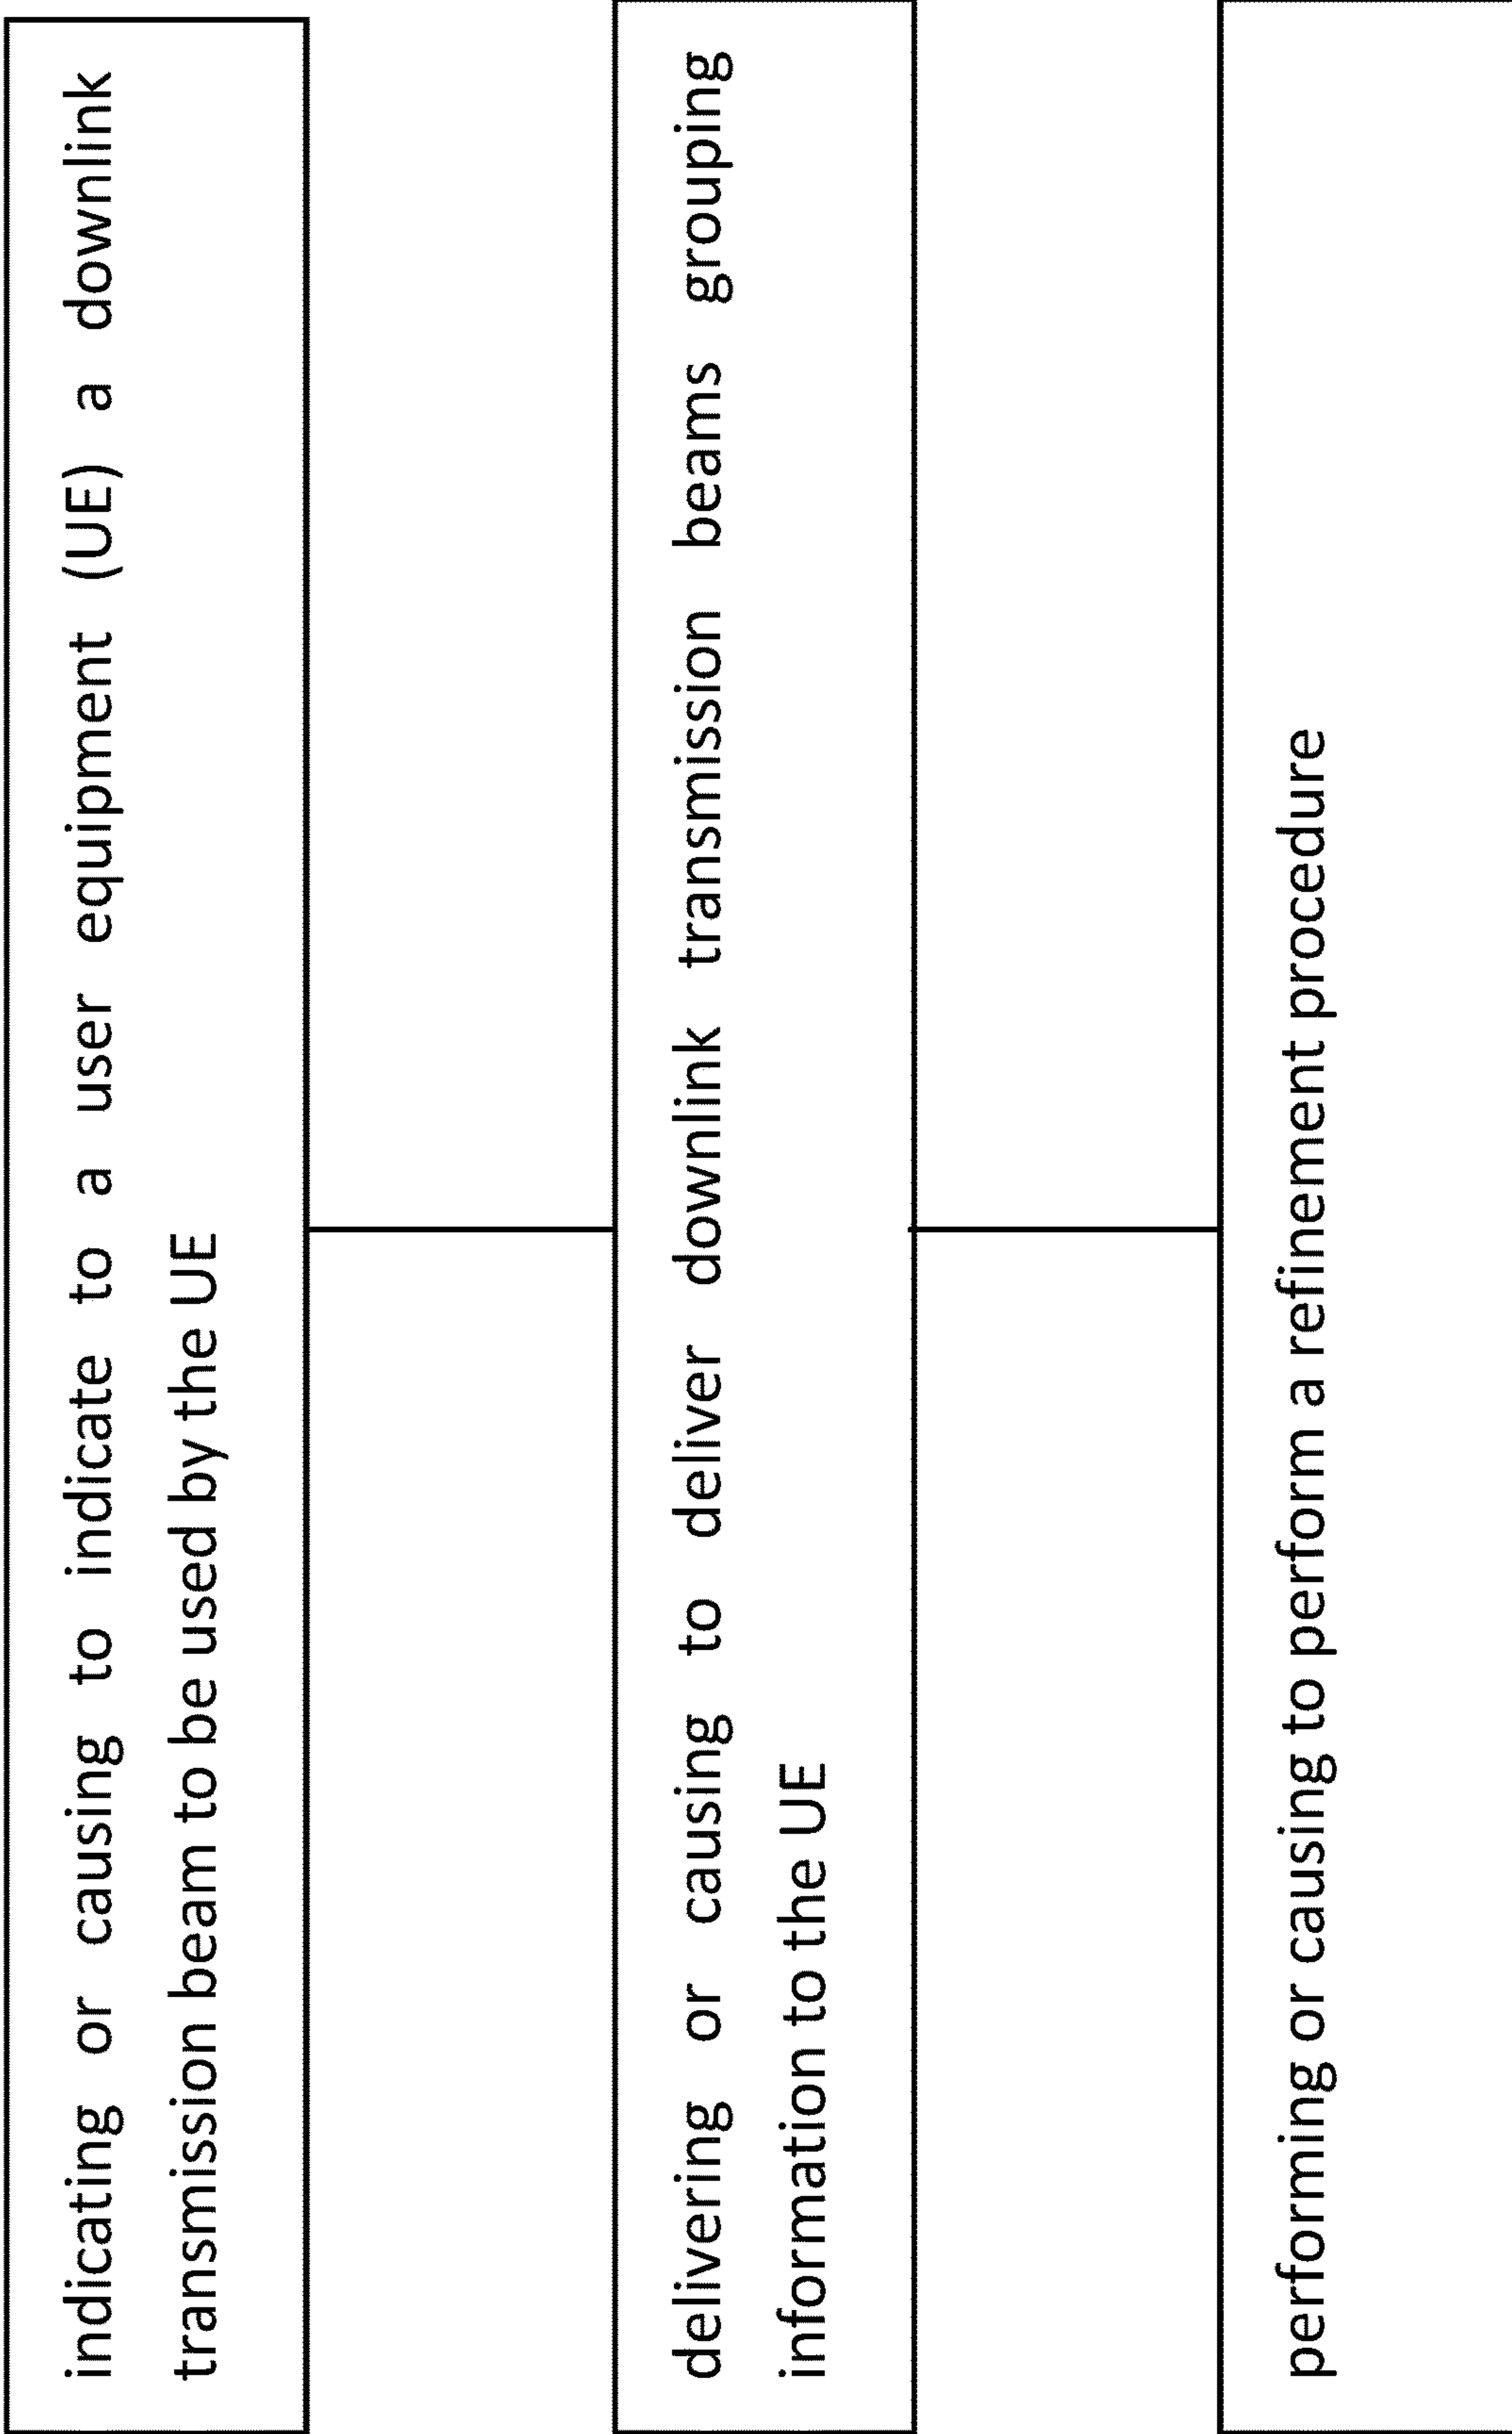 indicating or causing to indicate to a user equipment (UE) a downlink
transmission beam to be used by the UE
delivering or causing to deliver downlink transmission beams grouping
information to the UE
performing or causing to perform a refinement procedure